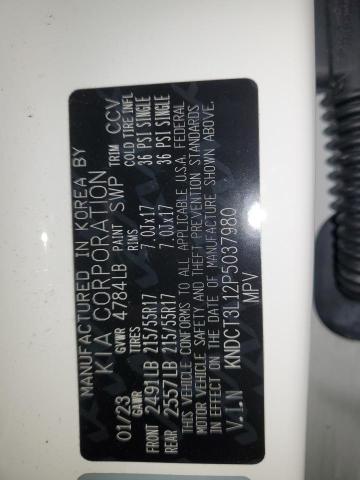 MANUFACTURED IN KOREA BY
KIA CORPORATION
01/23 GVWR 4784LB PAINT SWP TRIM CCV
GAWR TIRES RIMS COLD TIRE INFL
FRONT 2491LB 215/55R17 7.0JX17 36 PSI SINGLE
REAR 2557LB 215/55R17 7.0JX17 36 PSI SINGLE
THIS VEHICLE CONFORMS TO ALL APPLICABLE U.S.A. FEDERAL
MOTOR VEHICLE SAFETY AND THEFT PREVENTION STANDARDS
IN EFFECT ON THE DATE OF MANUFACTURE SHOWN ABOVE.
V.I.N KNDCT3L12P5037980
MPV